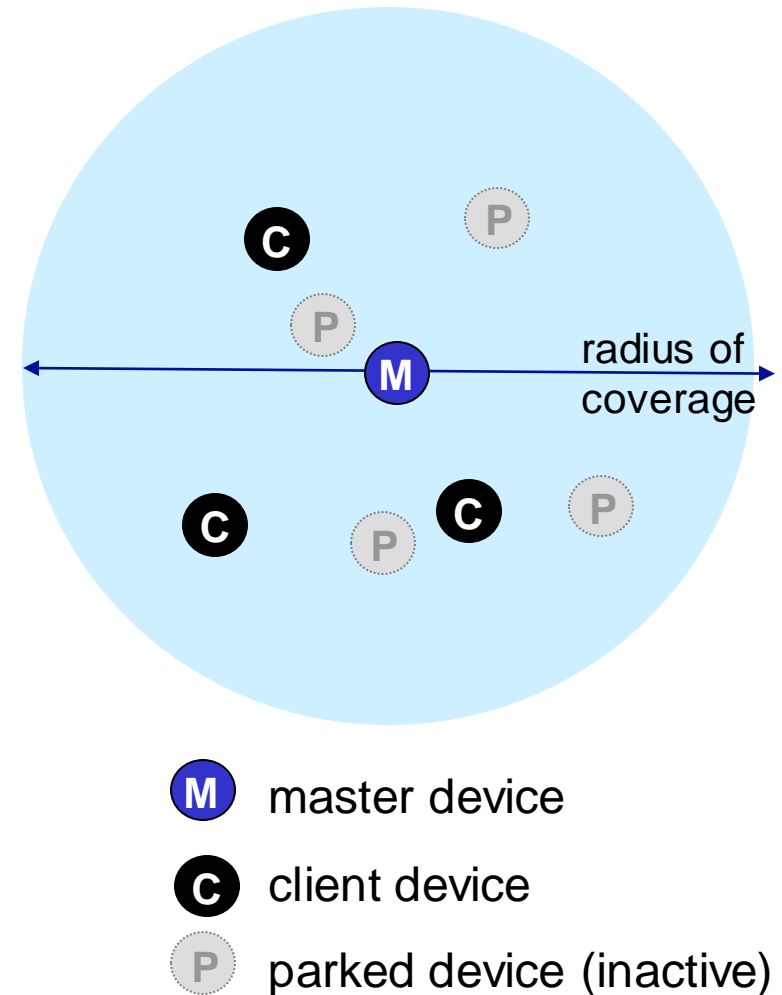 P
C
P
radius of
M
coverage
C
C
P
P
M master device
C client device
P parked device (inactive)